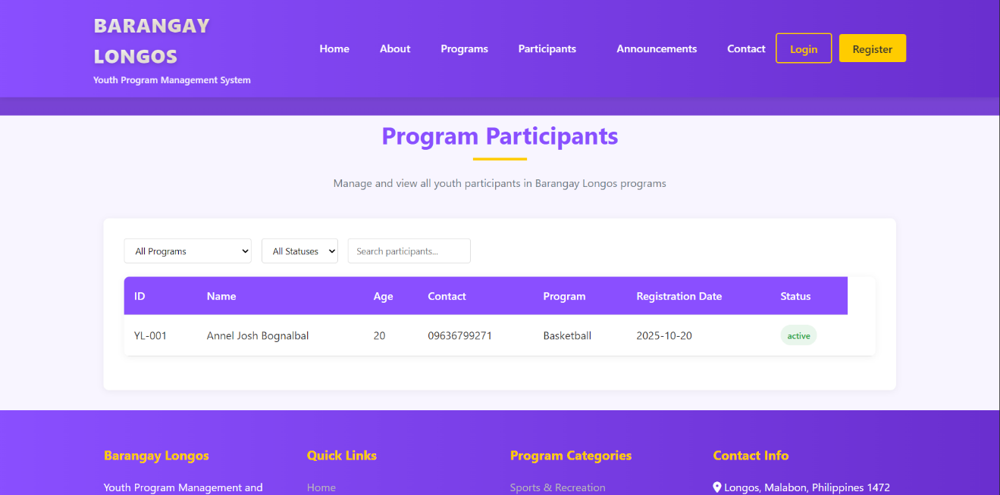 BARANGAY
LONGOS
Youth Program Management System
Home About Programs Participants Announcements Contact Login Register
Program Participants
Manage and view all youth participants in Barangay Longos programs
All Programs All Statuses Search participants...
ID Name Age Contact Program Registration Date Status
YL-001 Annel Josh Bognalbal 20 09636799271 Basketball 2025-10-20 active
Barangay Longos Quick Links Program Categories Contact Info
Youth Program Management and Home Sports & Recreation Longos, Malabon, Philippines 1472